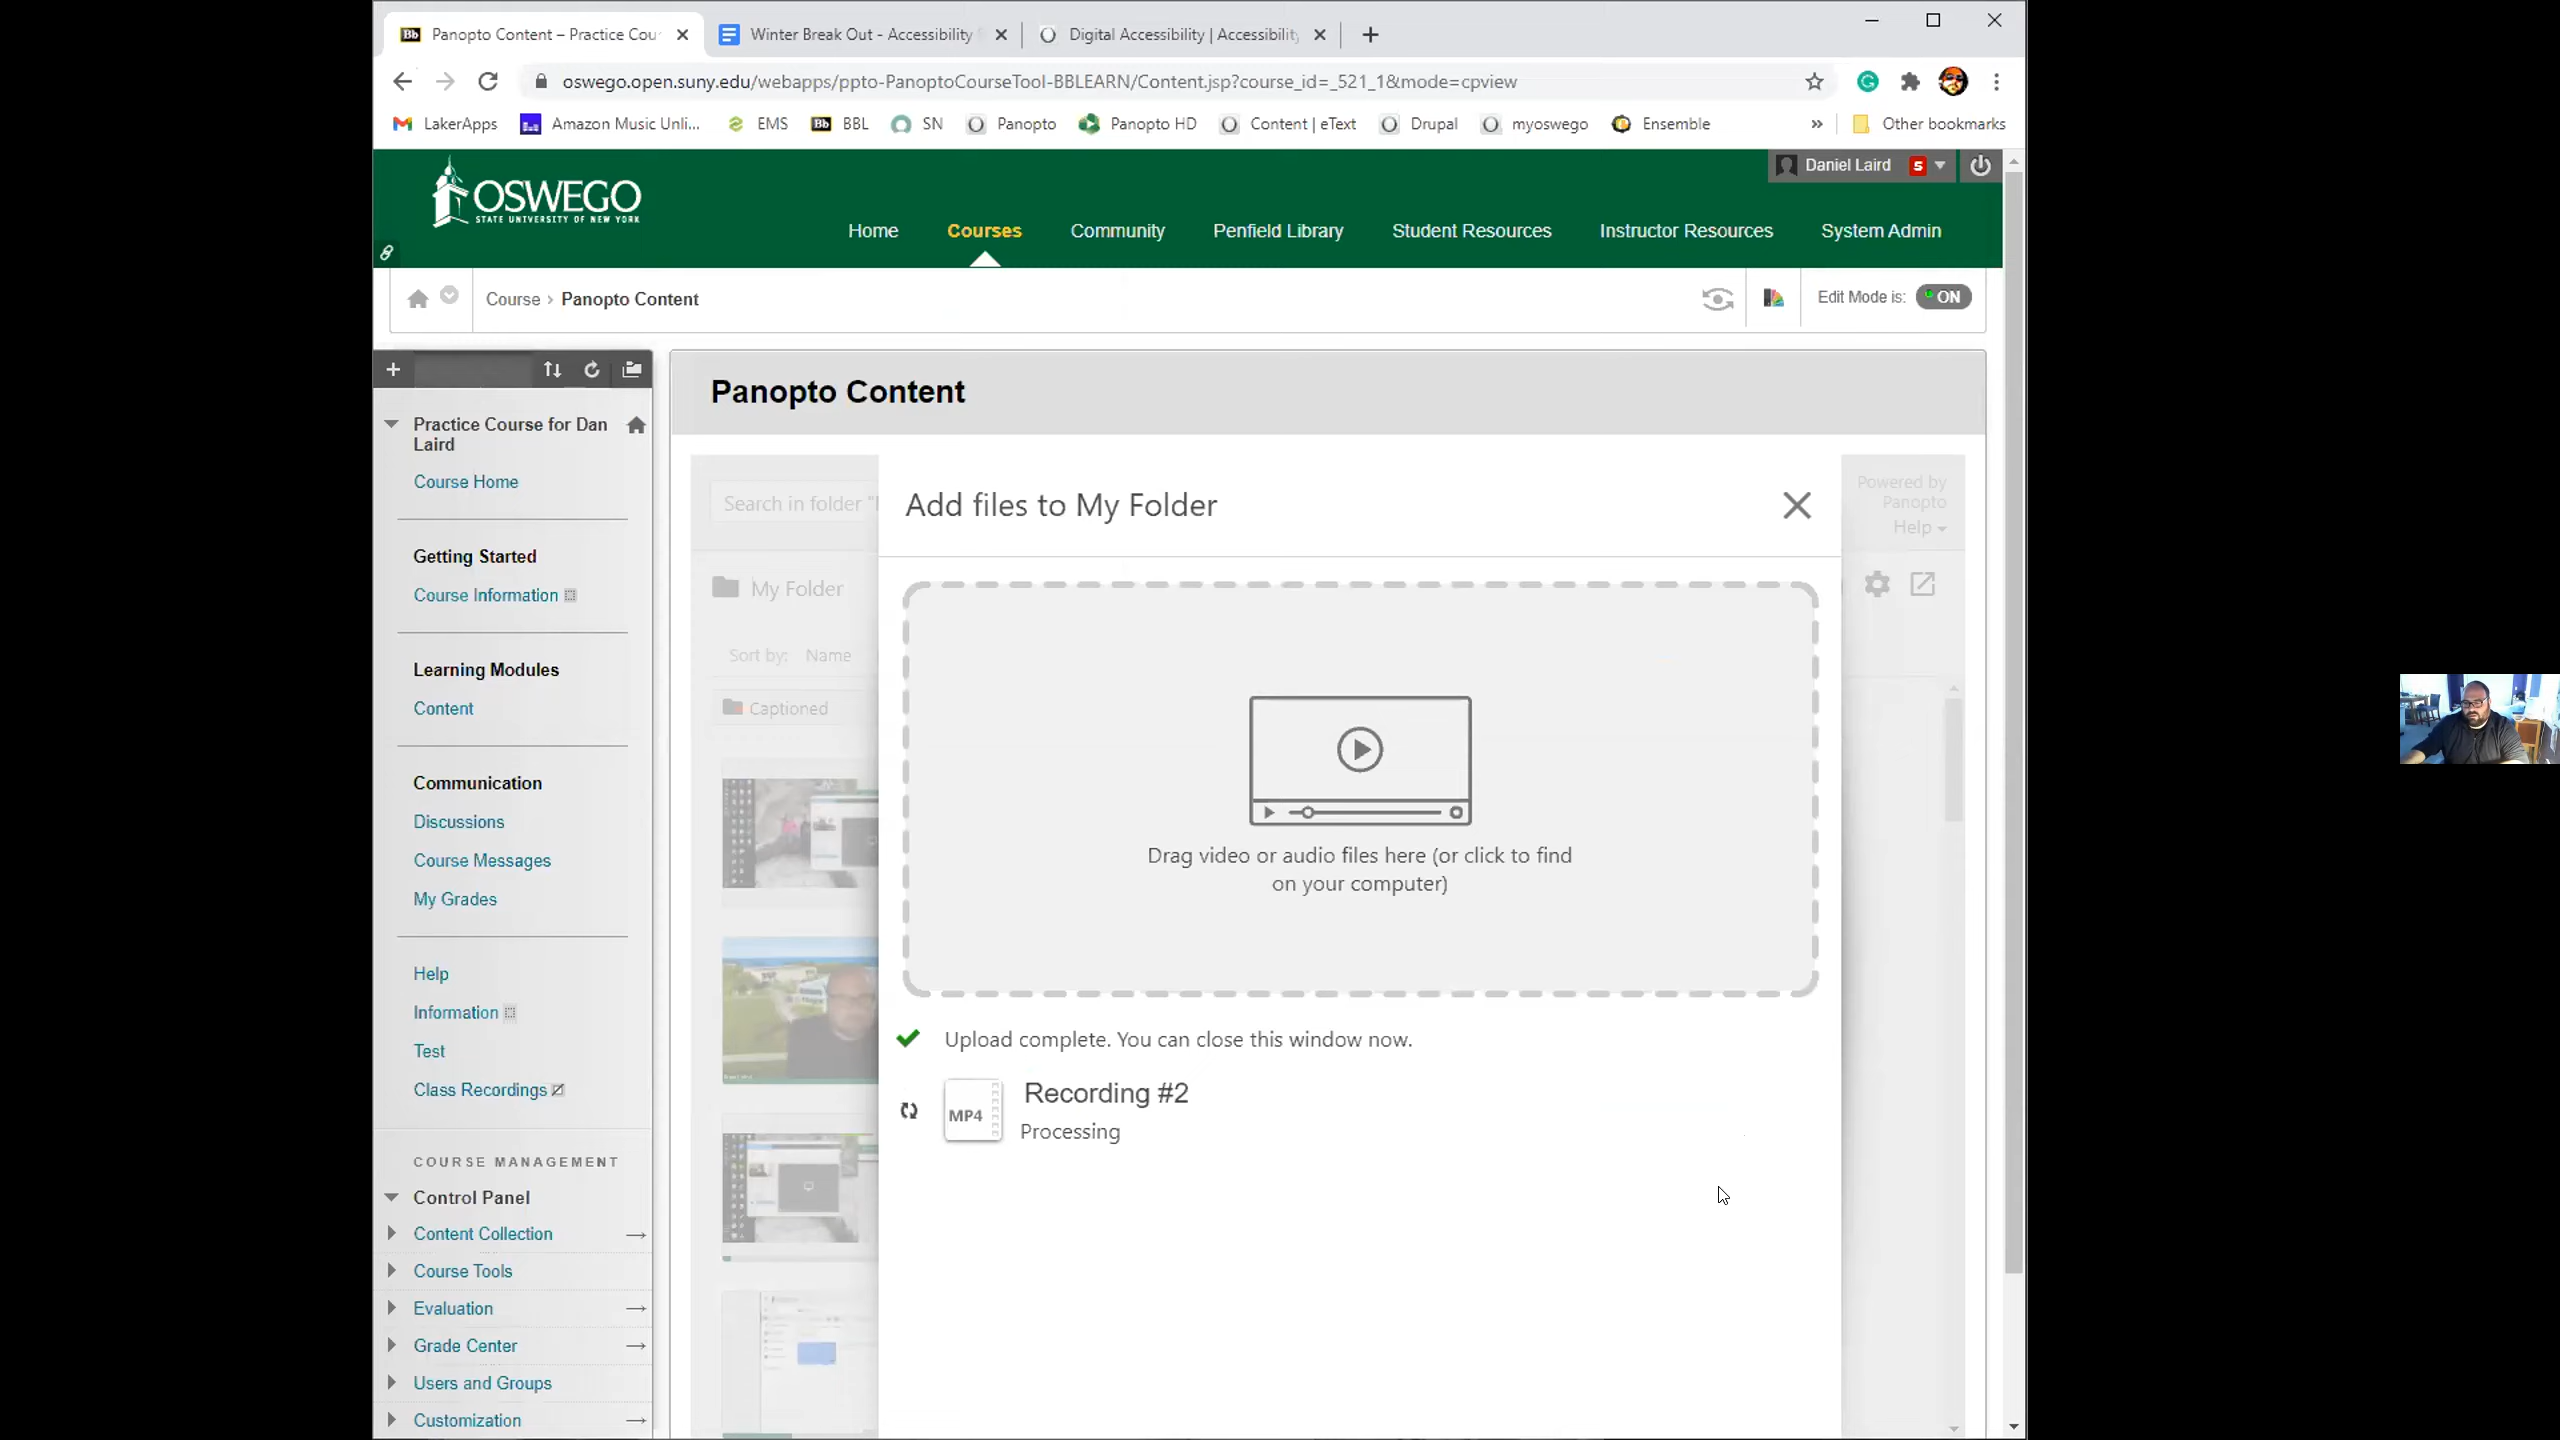 Panopto Content – Practice Cou
Winter Break Out - Accessibility
Digital Accessibility | Accessibility
oswego.open.suny.edu/webapps/ppto-PanoptoCourseTool-BBLEARN/Content.jsp?course_id=_521_1&mode=cpview
LakerApps
Amazon Music Unli...
EMS
Bb
BBL
SN
Panopto
Panopto HD
Content | eText
Drupal
myoswego
Ensemble
»
Other bookmarks
OSWEGO
STATE UNIVERSITY OF NEW YORK
Daniel Laird
5
Home
Courses
Community
Penfield Library
Student Resources
Instructor Resources
System Admin
Course > Panopto Content
Edit Mode is: ON
Practice Course for Dan
Laird
Course Home
Getting Started
Course Information
Learning Modules
Content
Communication
Discussions
Course Messages
My Grades
Help
Information
Test
Class Recordings
COURSE MANAGEMENT
Control Panel
Content Collection
Course Tools
Evaluation
Grade Center
Users and Groups
Customization
Panopto Content
Search in folder "
My Folder
Sort by: Name
Captioned
Powered by
Panopto
Help
Add files to My Folder
Drag video or audio files here (or click to find
on your computer)
Upload complete. You can close this window now.
MP4
Recording #2
Processing